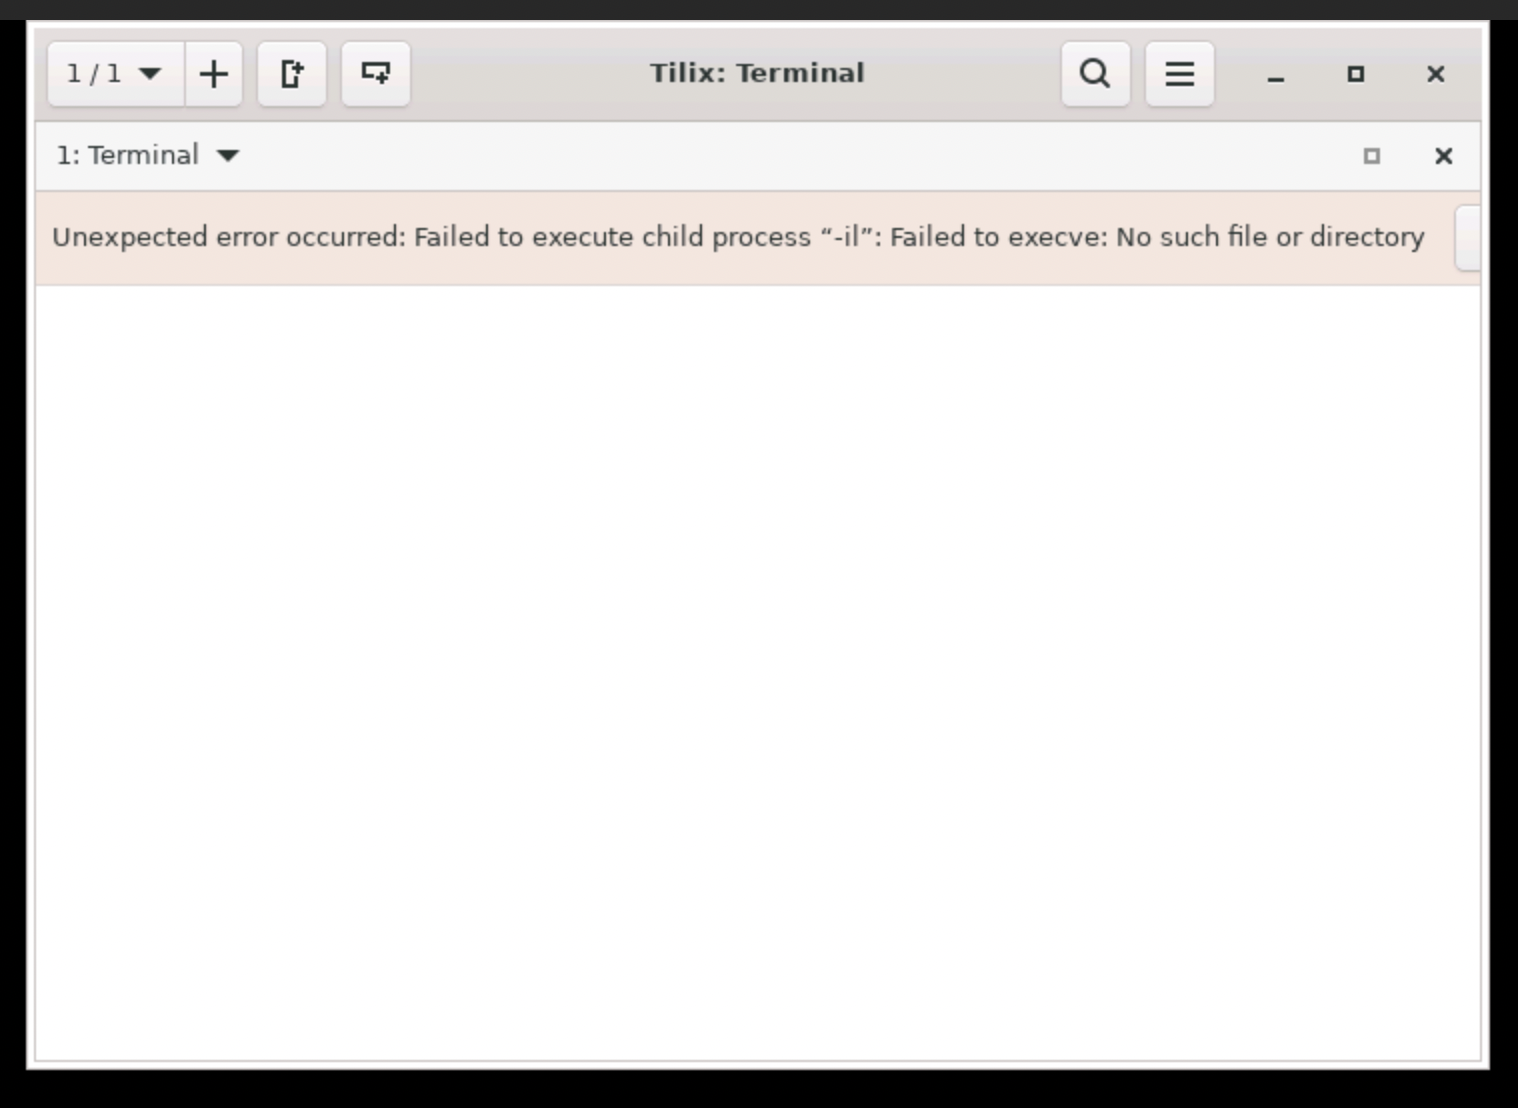 1 / 1
Tilix: Terminal
1: Terminal
Unexpected error occurred: Failed to execute child process “-il”: Failed to execve: No such file or directory